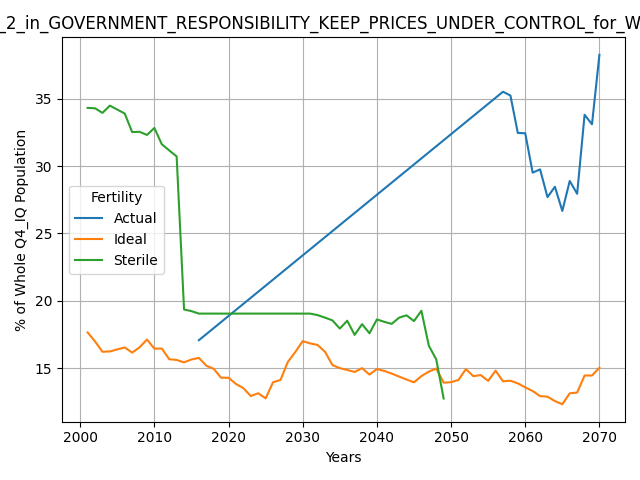 _2_in_GOVERNMENT_RESPONSIBILITY_KEEP_PRICES_UNDER_CONTROL_for_W
% of Whole Q4_IQ Population
35
30
25
20
15
Fertility
Actual
Ideal
Sterile
2000 2010 2020 2030 2040 2050 2060 2070
Years